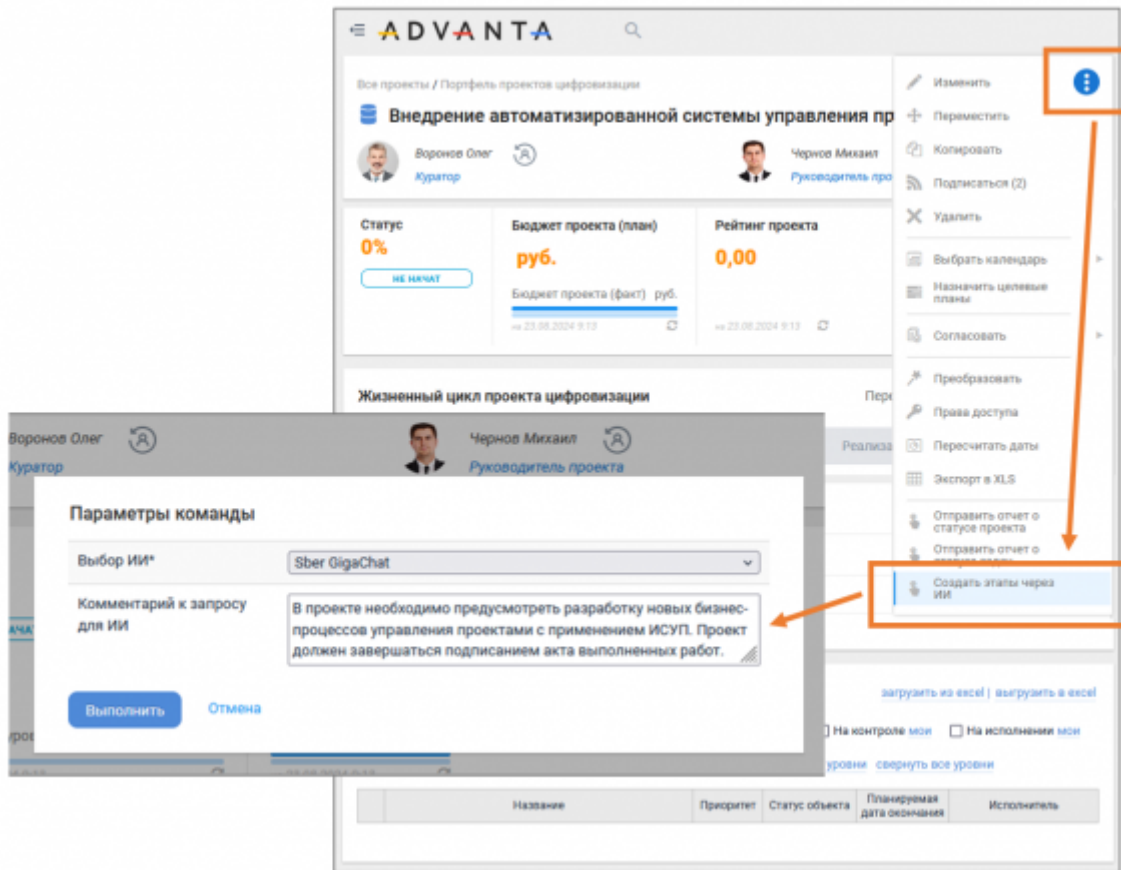 ADVANTA
Все проекты / Портфель проектов цифровизации
Внедрение автоматизированной системы управления пр
Воронов Олег
Куратор
Чернов Михаил
Руководитель про
Статус
0%
НЕ НАЧАТ
Бюджет проекта (план)
руб.
Бюджет проекта (факт) руб.
на 23.08.2024 9:13
Рейтинг проекта
0,00
на 23.08.2024 9:13
Изменить
Переместить
Копировать
Подписаться (2)
Удалить
Выбрать календарь
Назначить целевые
планы
Согласовать
Преобразовать
Права доступа
Пересчитать даты
Экспорт в XLS
Отправить отчет о
статусе проекта
Отправить отчет о
Создать этапы через
ИИ
Жизненный цикл проекта цифровизации
Пере
Реализа
Воронов Олег
Куратор
Чернов Михаил
Руководитель проекта
Параметры команды
Выбор ИИ*
Sber GigaChat
Комментарий к запросу
для ИИ
В проекте необходимо предусмотреть разработку новых бизнес-
процессов управления проектами с применением ИСУП. Проект
должен завершаться подписанием акта выполненных работ.
Выполнить Отмена
загрузить из excel | выгрузить в excel
На контроле мои На исполнении мои
уровни свернуть все уровни
Название
Приоритет
Статус объекта
Планируемая
дата окончания
Исполнитель